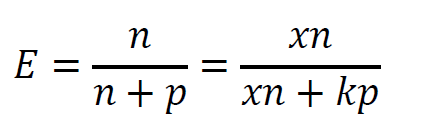 E = n / (n + p) = xn / (xn + kp)